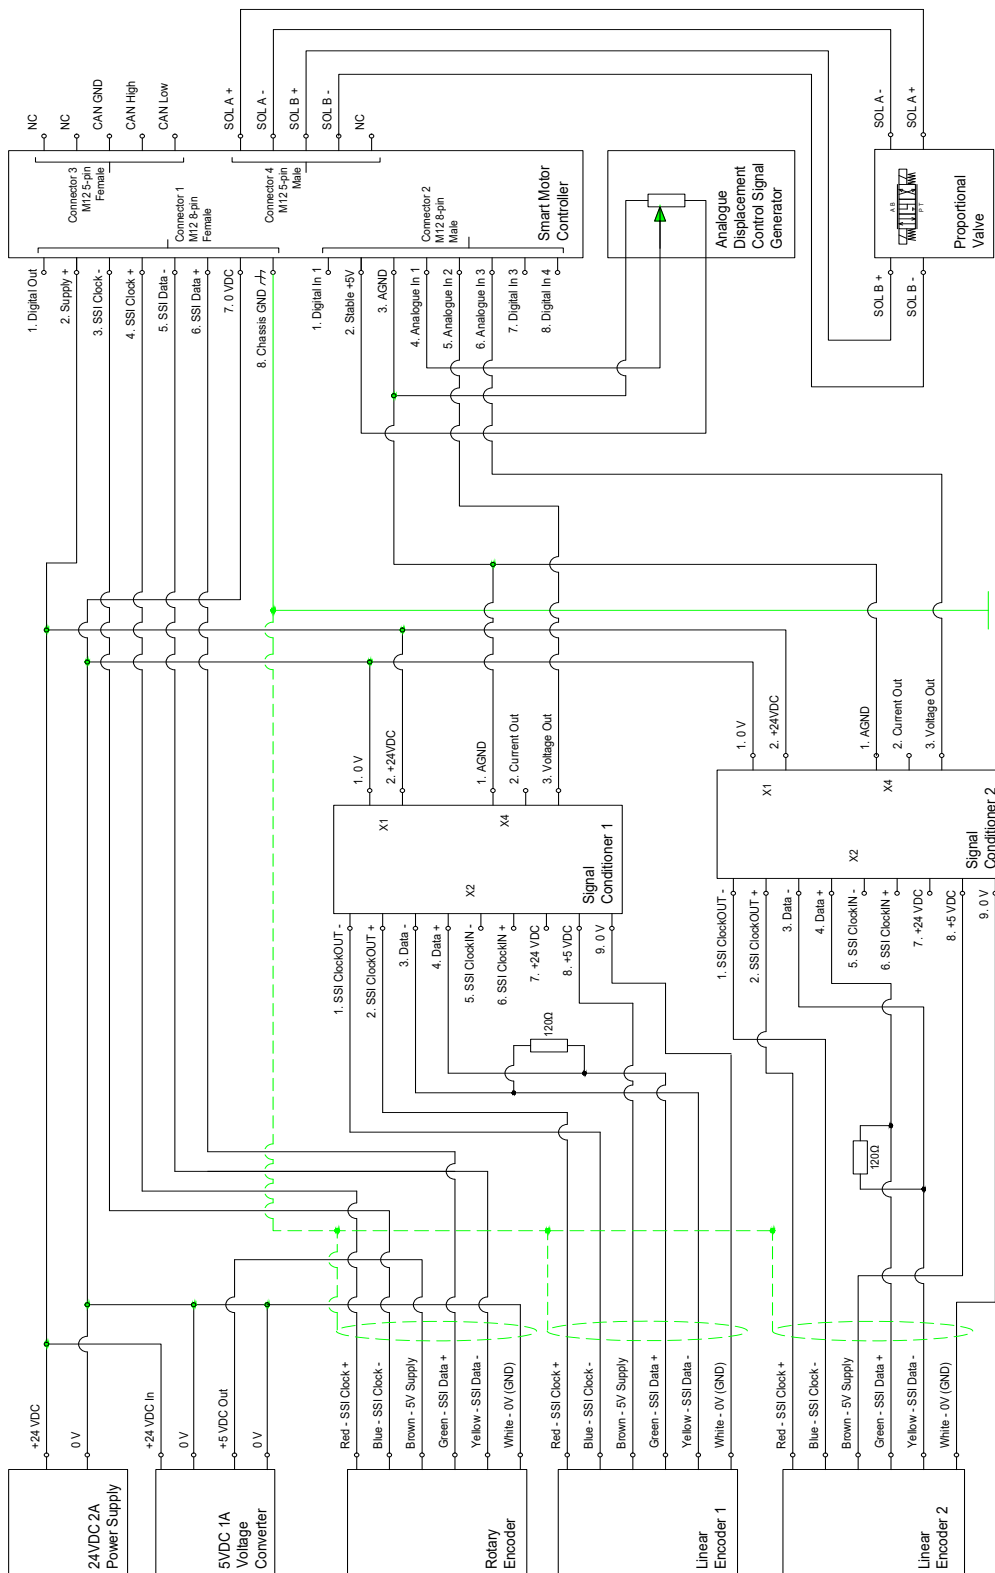 NC
NC
CAN GND
CAN High
CAN Low
SOL A +
SOL A -
SOL B +
SOL B -
NC
Connector 3
M12 5-pin
Female
Connector 1
M12 8-pin
Female
Connector 4
M12 5-pin
Male
Connector 2
M12 8-pin
Male
Smart Motor
Controller
1. Digital Out
2. Supply +
3. SSI Clock-
4. SSI Clock +
5. SSI Data-
6. SSI Data+
7. 0 VDC
8. Chassis GND
1. Digital In 1
2. Stable +5V
3. AGND
4. Analogue In 1
5. Analogue In 2
6. Analogue In 3
7. Digital In 3
8. Digital In 4
Analogue
Displacement
Control Signal
Generator
SOL A -
SOL A +
A B
P T
Proportional
Valve
SOL B +
SOL B -
1. 0 V
2. +24VDC
1. AGND
2. Current Out
3. Voltage Out
X1
X4
X2
Signal
Conditioner 1
1. SSI ClockOUT -
2. SSI ClockOUT +
3. Data -
4. Data +
5. SSI ClockIN -
6. SSI ClockIN +
7. +24 VDC
8. +5 VDC
9. 0 V
120Ω
1. 0 V
2. +24VDC
1. AGND
2. Current Out
3. Voltage Out
X1
X4
X2
Signal
Conditioner 2
1. SSI ClockOUT -
2. SSI ClockOUT +
3. Data -
4. Data +
5. SSI ClockIN -
6. SSI ClockIN +
7. +24 VDC
8. +5 VDC
9. 0 V
120Ω
+24 VDC
0 V
24VDC 2A
Power Supply
+24 VDC In
0 V
+5 VDC Out
0 V
5VDC 1A
Voltage
Converter
Red - SSI Clock +
Blue - SSI Clock -
Brown - 5V Supply
Green - SSI Data +
Yellow - SSI Data -
White - 0V (GND)
Rotary
Encoder
Red - SSI Clock +
Blue - SSI Clock -
Brown - 5V Supply
Green - SSI Data +
Yellow - SSI Data -
White - 0V (GND)
Linear
Encoder 1
Red - SSI Clock +
Blue - SSI Clock -
Brown - 5V Supply
Green - SSI Data +
Yellow - SSI Data -
White - 0V (GND)
Linear
Encoder 2